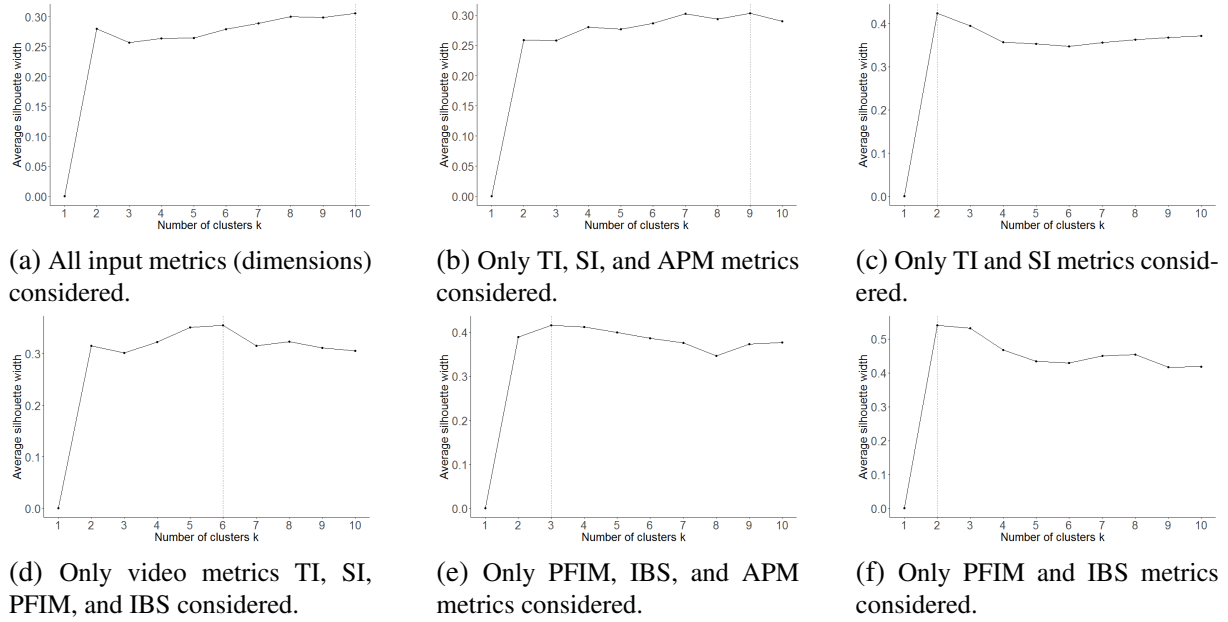 Average silhouette width
0.30
0.25
0.20
0.15
0.10
0.05
0.00
1 2 3 4 5 6 7 8 9 10
Number of clusters k
(a) All input metrics (dimensions)
considered.
Average silhouette width
0.30
0.25
0.20
0.15
0.10
0.05
0.00
1 2 3 4 5 6 7 8 9 10
Number of clusters k
(b) Only TI, SI, and APM metrics
considered.
Average silhouette width
0.4
0.3
0.2
0.1
0.0
1 2 3 4 5 6 7 8 9 10
Number of clusters k
(c) Only TI and SI metrics consid-
ered.
Average silhouette width
0.3
0.2
0.1
0.0
1 2 3 4 5 6 7 8 9 10
Number of clusters k
(d) Only video metrics TI, SI,
PFIM, and IBS considered.
Average silhouette width
0.4
0.3
0.2
0.1
0.0
1 2 3 4 5 6 7 8 9 10
Number of clusters k
(e) Only PFIM, IBS, and APM
metrics considered.
Average silhouette width
0.5
0.4
0.3
0.2
0.1
0.0
1 2 3 4 5 6 7 8 9 10
Number of clusters k
(f) Only PFIM and IBS metrics
considered.